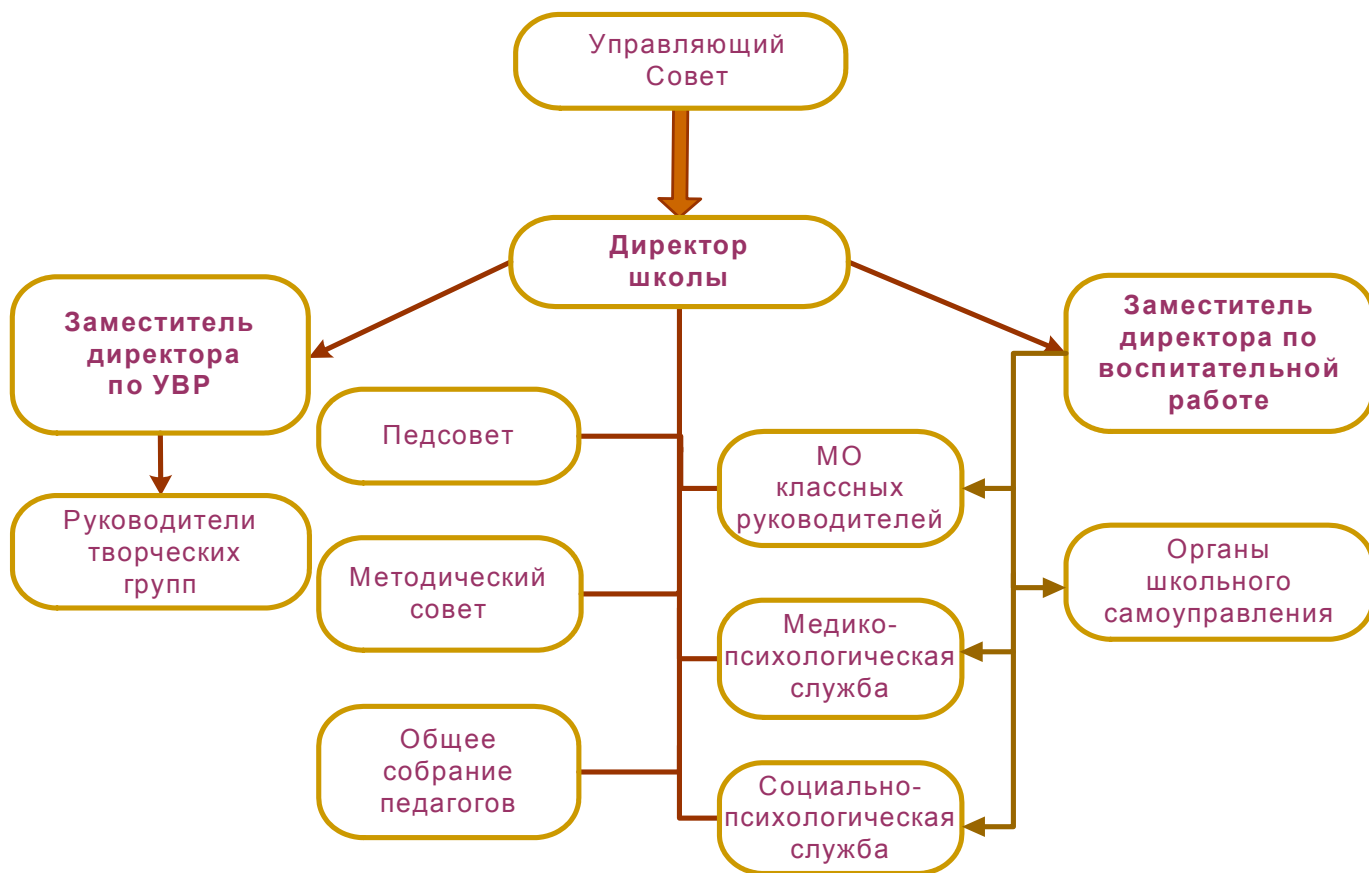 Управляющий
Совет
Директор
школы
Заместитель
директора
по УВР
Заместитель
директора по
воспитательной
работе
Педсовет
МО
классных
руководителей
Руководители
творческих
групп
Методический
совет
Органы
школьного
самоуправления
Медико-
психологическая
служба
Общее
собрание
педагогов
Социально-
психологическая
служба